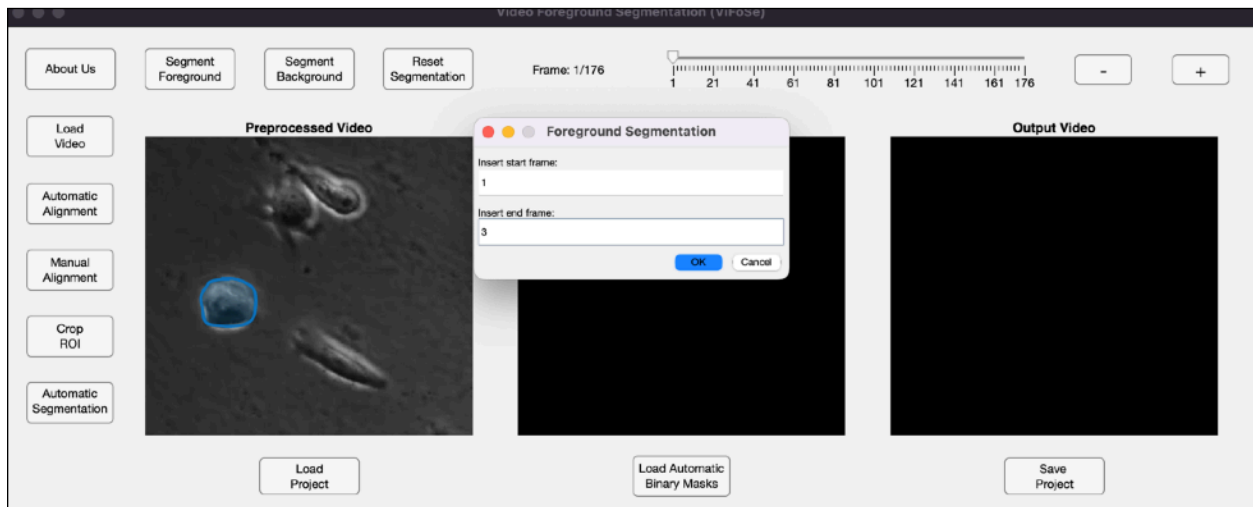 Video Foreground Segmentation (ViFoSe)
About Us
Segment
Foreground
Segment
Background
Reset
Segmentation
Frame: 1/176
1 21 41 61 81 101 121 141 161 176
-
+
Load
Video
Automatic
Alignment
Manual
Alignment
Crop
ROI
Automatic
Segmentation
Preprocessed Video
Foreground Segmentation
Insert start frame:
1
Insert end frame:
3
OK Cancel
Output Video
Load
Project
Load Automatic
Binary Masks
Save
Project